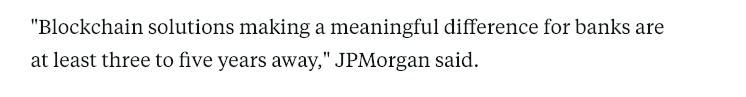 "Blockchain solutions making a meaningful difference for banks are
at least three to five years away," JPMorgan said.